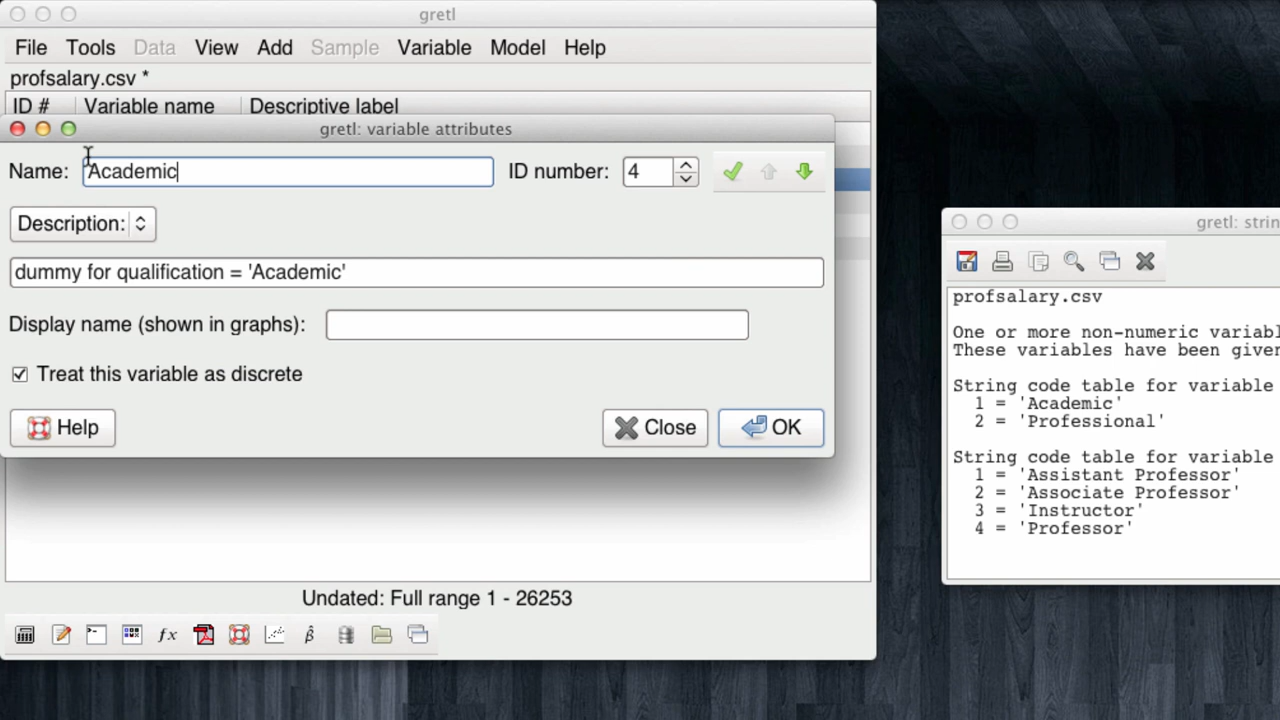 gretl
File Tools Data View Add Sample Variable Model Help
profsalary.csv *
ID # Variable name Descriptive label
gretl: variable attributes
Name: Academic ID number: 4
Description:
dummy for qualification = 'Academic'
Display name (shown in graphs):
Treat this variable as discrete
Help Close OK
Undated: Full range 1 - 26253
fx β̂
gretl: strin
profsalary.csv
One or more non-numeric variabl
These variables have been given
String code table for variable
1 = 'Academic'
2 = 'Professional'
String code table for variable
1 = 'Assistant Professor'
2 = 'Associate Professor'
3 = 'Instructor'
4 = 'Professor'